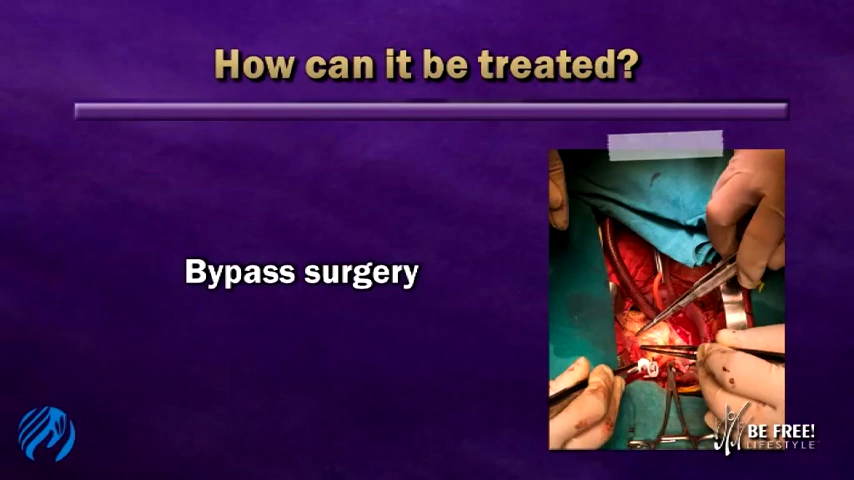 How can it be treated?
Bypass surgery
BE FREE!
LIFESTYLE